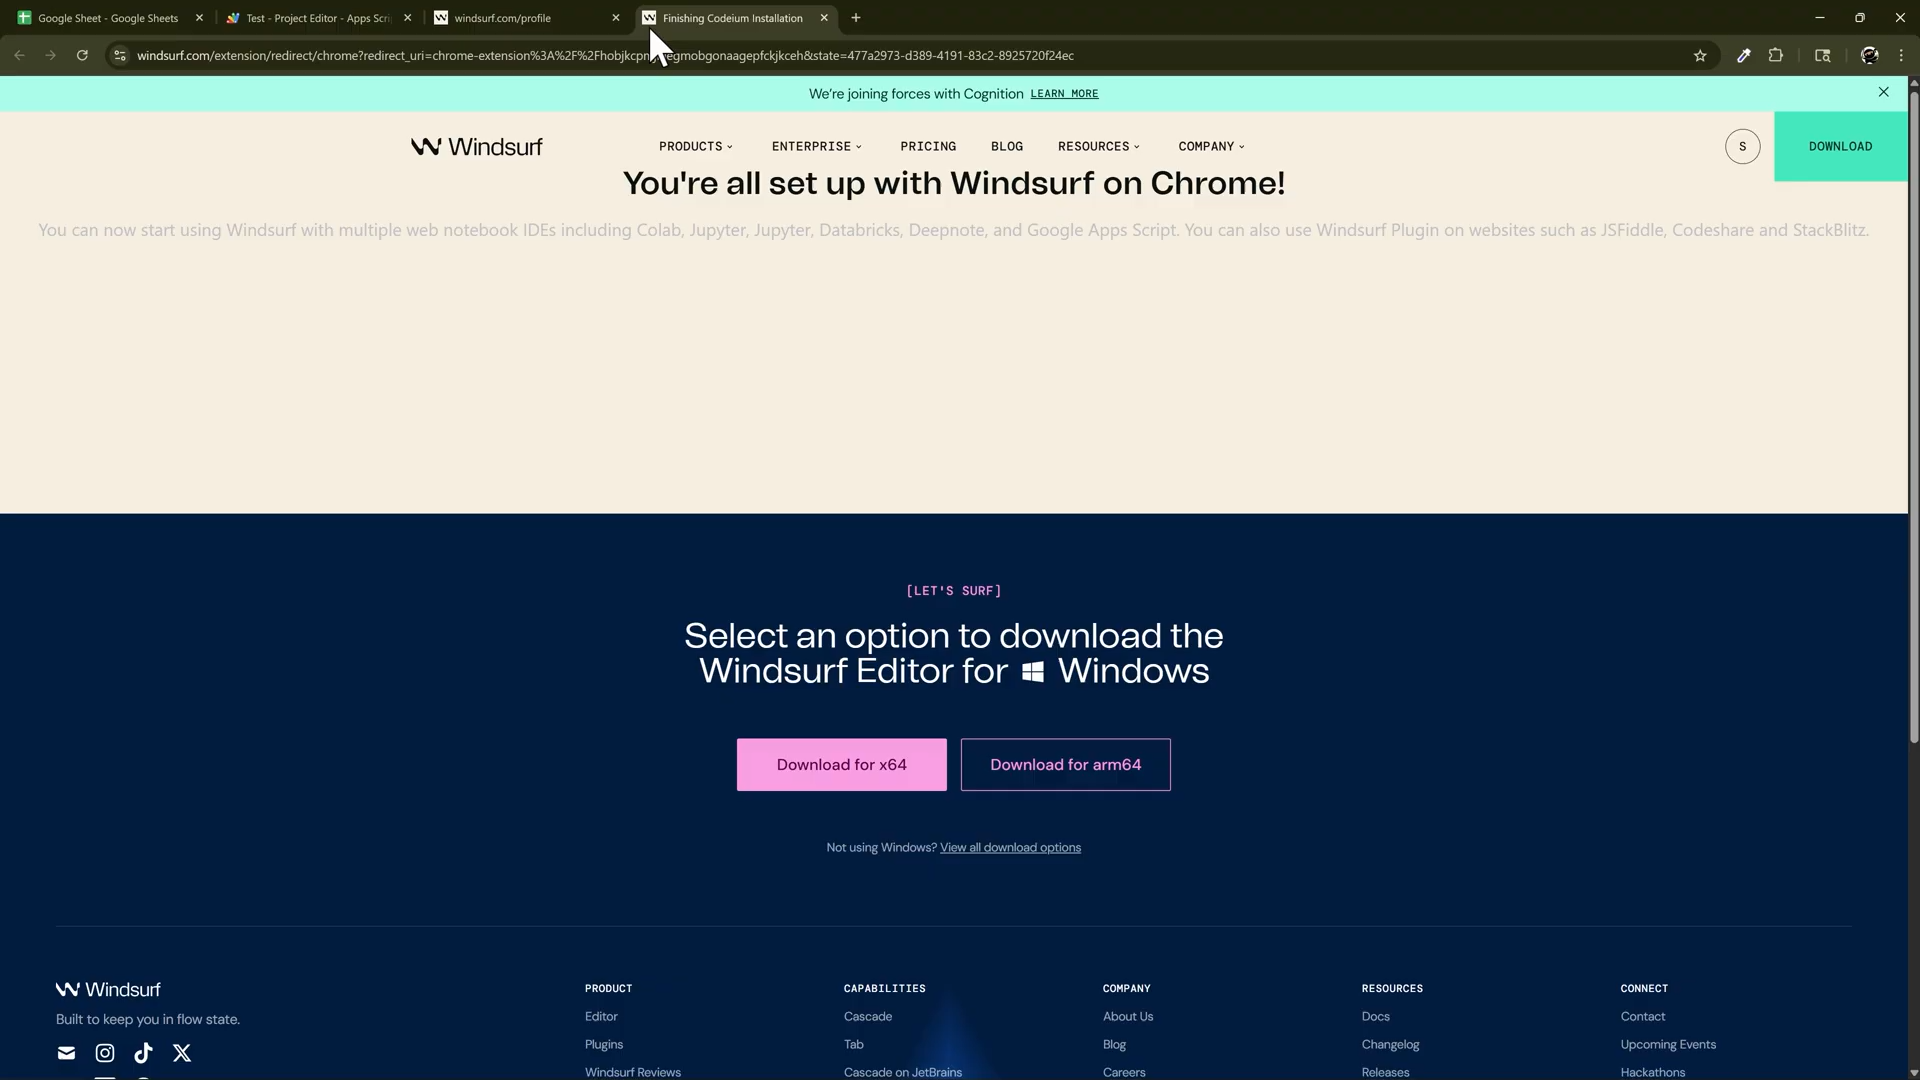 Google Sheet - Google Sheets
Test - Project Editor - Apps Scri
windsurf.com/profile
Finishing Codeium Installation
windsurf.com/extension/redirect/chrome?redirect_uri=chrome-extension%3A%2F%2Fhobjkcpn egmobgonaagepfckjkceh&state=477a2973-d389-4191-83c2-8925720f24ec
We're joining forces with Cognition LEARN MORE
Windsurf
PRODUCTS
ENTERPRISE
PRICING
BLOG
RESOURCES
COMPANY
S
DOWNLOAD
You're all set up with Windsurf on Chrome!
You can now start using Windsurf with multiple web notebook IDEs including Colab, Jupyter, Jupyter, Databricks, Deepnote, and Google Apps Script. You can also use Windsurf Plugin on websites such as JSFiddle, Codeshare and StackBlitz.
[LET'S SURF]
Select an option to download the
Windsurf Editor for Windows
Download for x64
Download for arm64
Not using Windows? View all download options
Windsurf
Built to keep you in flow state.
PRODUCT
Editor
Plugins
Windsurf Reviews
CAPABILITIES
Cascade
Tab
Cascade on JetBrains
COMPANY
About Us
Blog
Careers
RESOURCES
Docs
Changelog
Releases
CONNECT
Contact
Upcoming Events
Hackathons